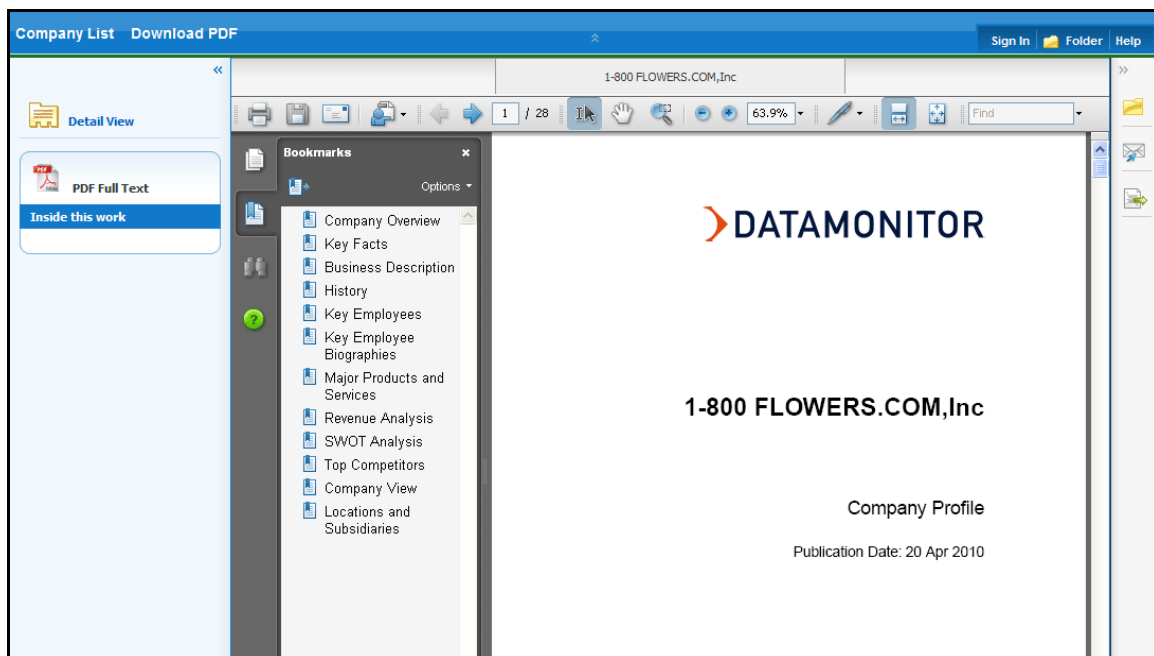 Company List Download PDF
Sign In Folder Help
1-800 FLOWERS.COM,Inc
Detail View
PDF
PDF Full Text
Inside this work
1 / 28
63.9%
Find
Bookmarks
Options
Company Overview
Key Facts
Business Description
History
Key Employees
Key Employee
Biographies
Major Products and
Services
Revenue Analysis
SWOT Analysis
Top Competitors
Company View
Locations and
Subsidiaries
DATAMONITOR
1-800 FLOWERS.COM,Inc
Company Profile
Publication Date: 20 Apr 2010